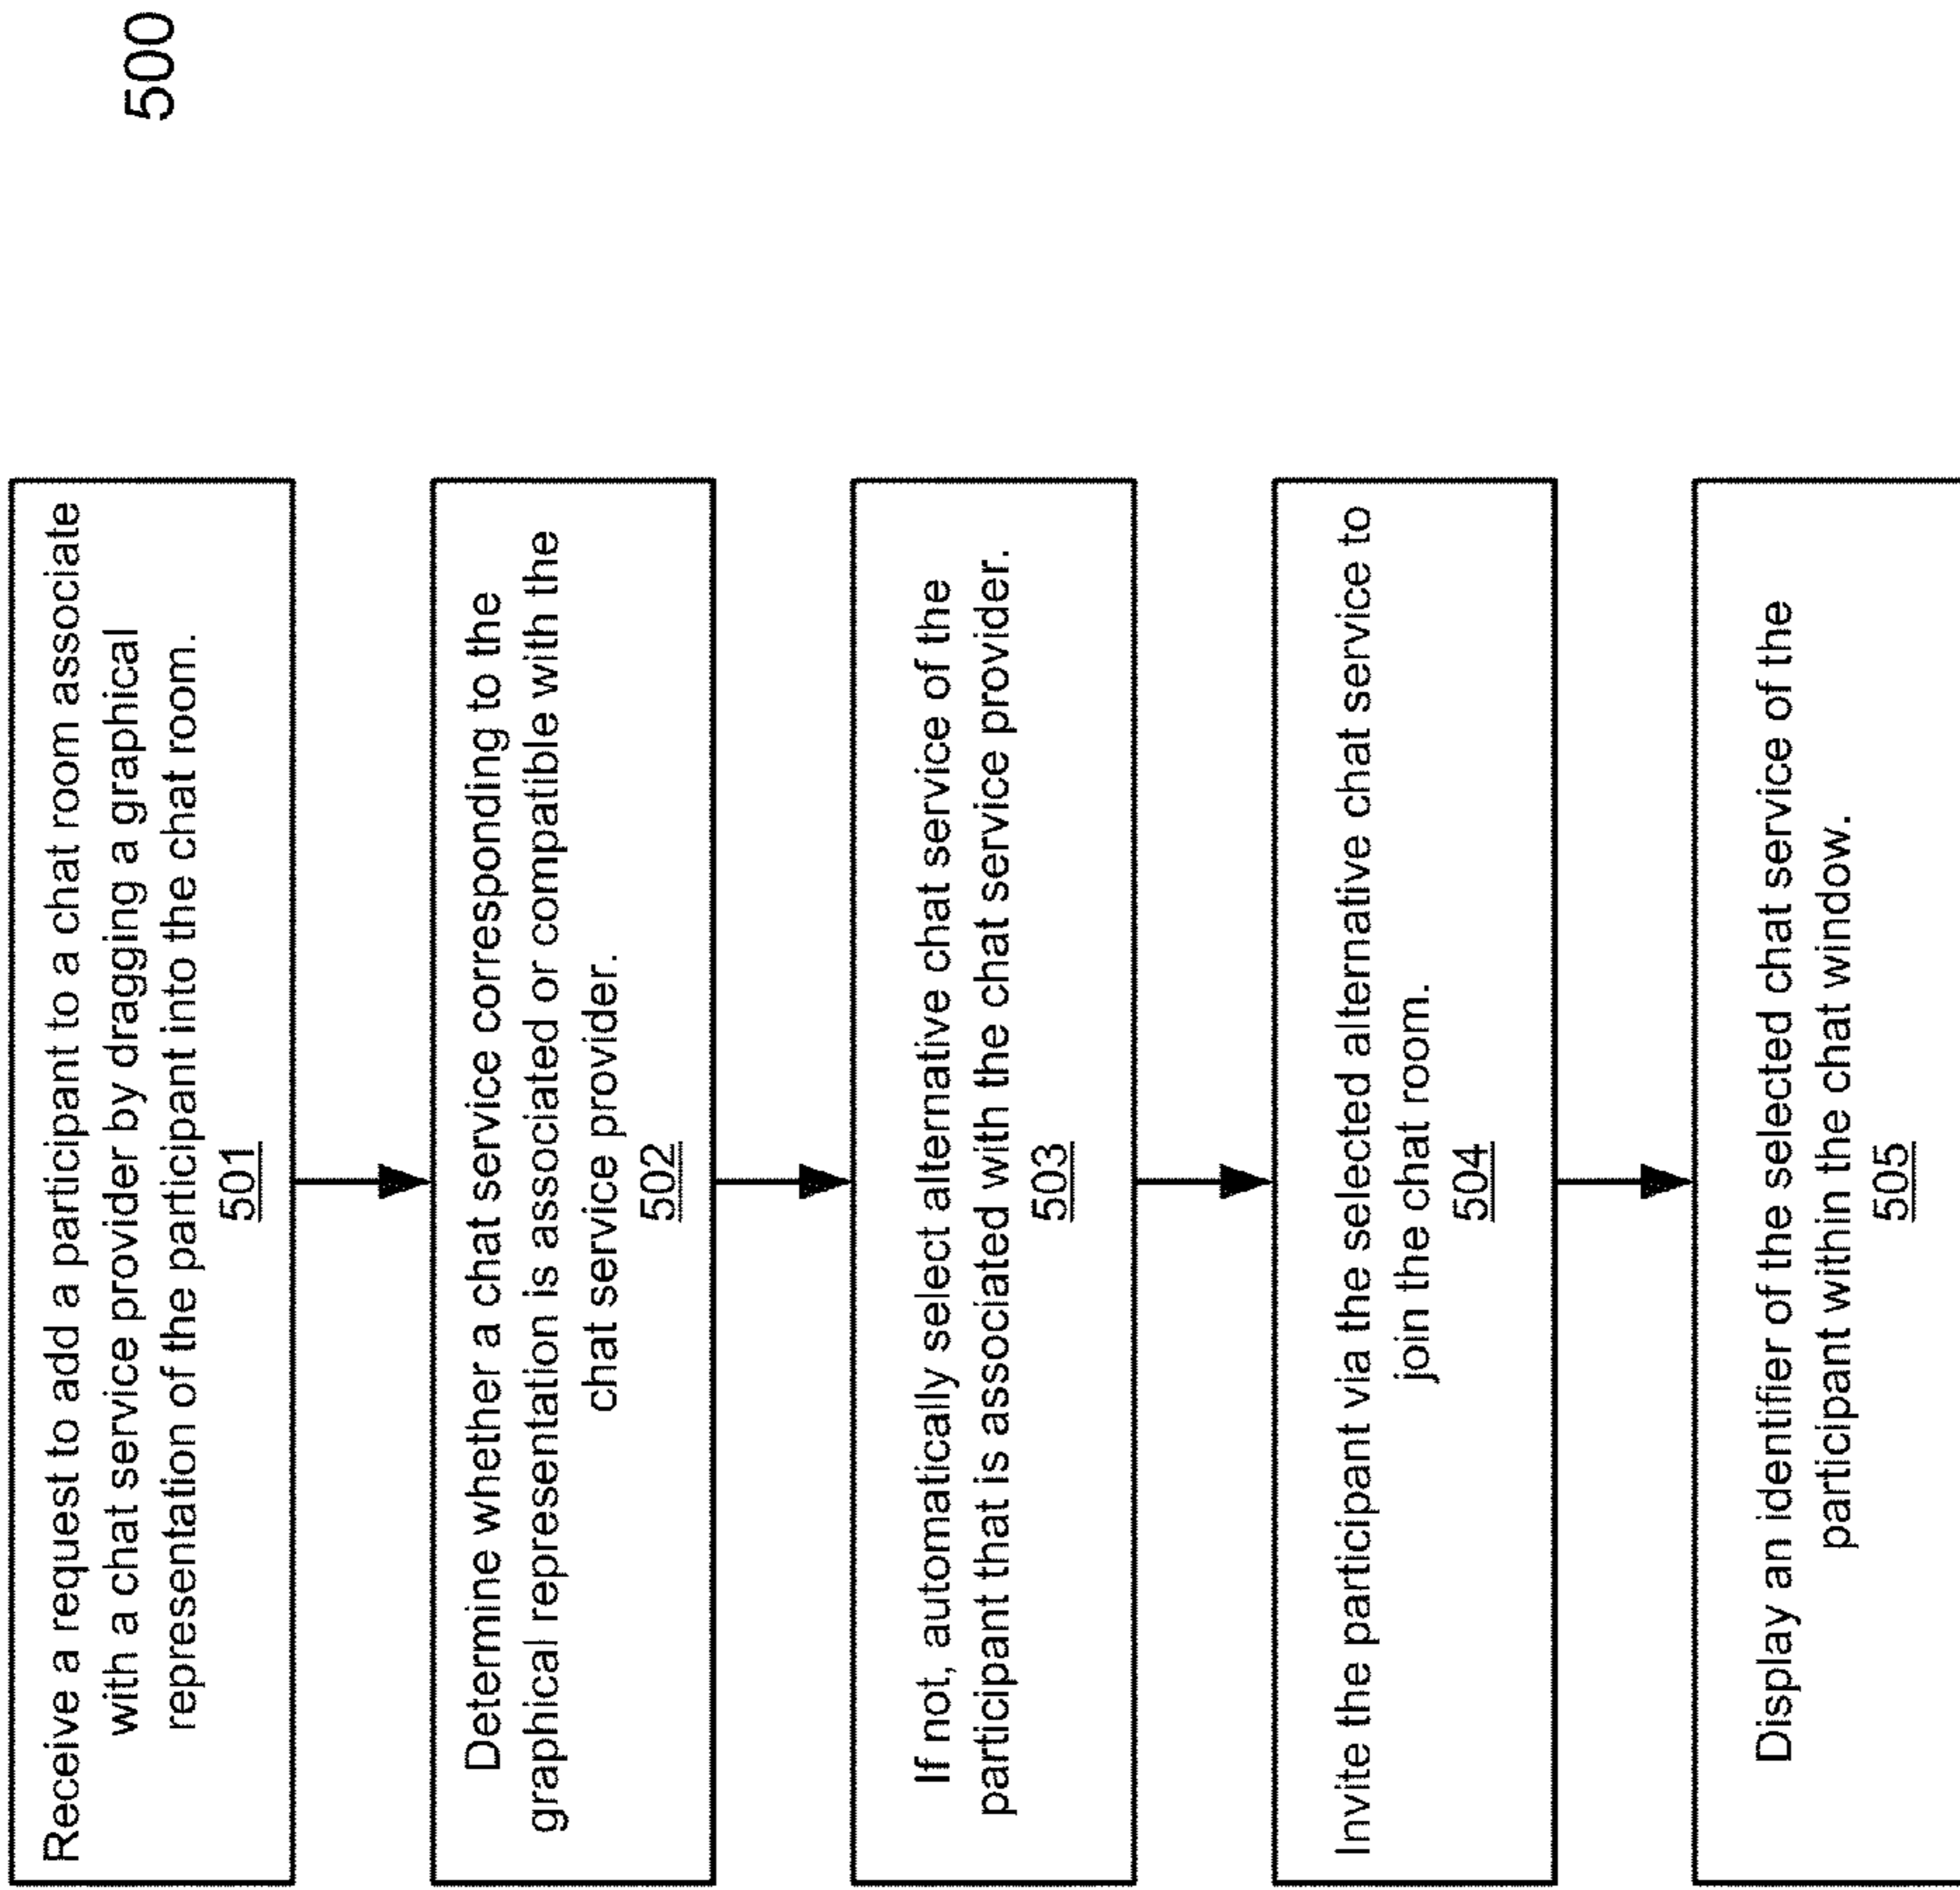 500
Receive a request to add a participant to a chat room associate
with a chat service provider by dragging a graphical
representation of the participant into the chat room.
501
Determine whether a chat service corresponding to the
graphical representation is associated or compatible with the
chat service provider.
502
If not, automatically select alternative chat service of the
participant that is associated with the chat service provider.
503
Invite the participant via the selected alternative chat service to
join the chat room.
504
Display an identifier of the selected chat service of the
participant within the chat window.
505